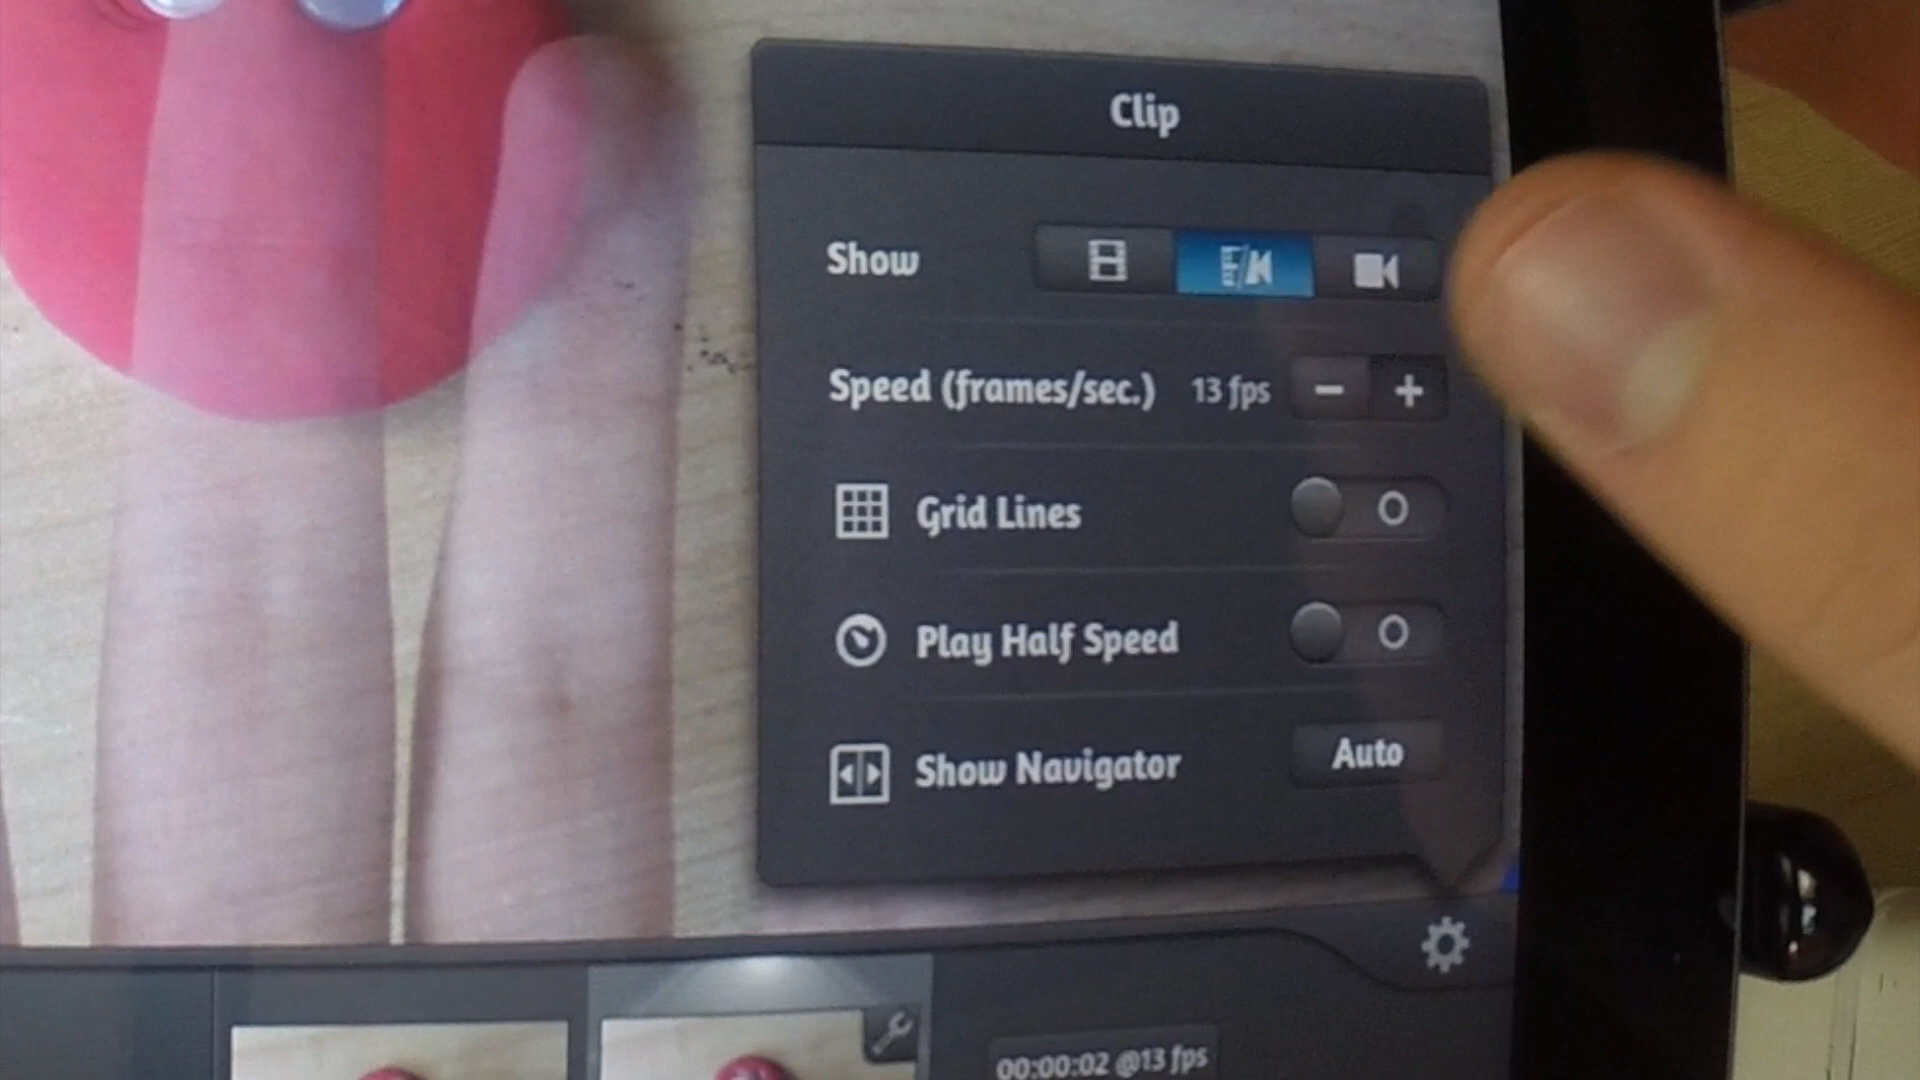 Clip
Show
Speed (frames/sec.) 13 fps − +
Grid Lines
Play Half Speed
Show Navigator Auto
00:00:02 @13 fps